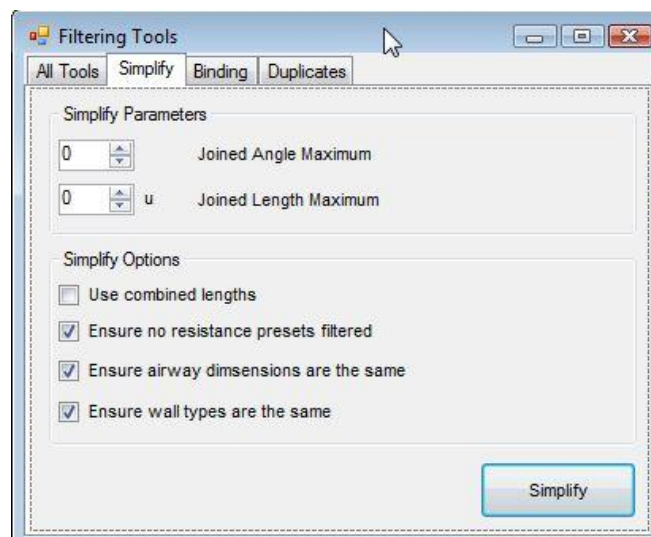 Filtering Tools
All Tools Simplify Binding Duplicates
Simplify Parameters
0 Joined Angle Maximum
0 u Joined Length Maximum
Simplify Options
Use combined lengths
Ensure no resistance presets filtered
Ensure airway dimsensions are the same
Ensure wall types are the same
Simplify